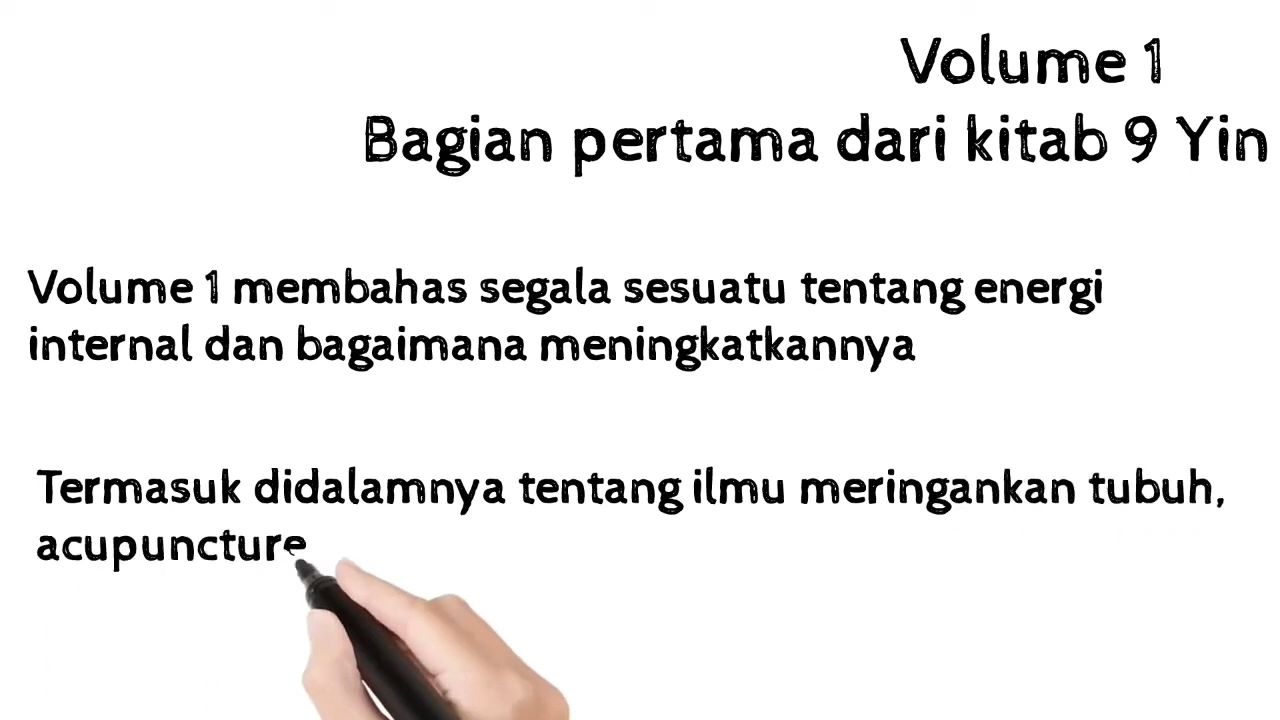 Volume 1
Bagian pertama dari kitab 9 Yin
Volume 1 membahas segala sesuatu tentang energi
internal dan bagaimana meningkatkannya
Termasuk didalamnya tentang ilmu meringankan tubuh,
acupuncture